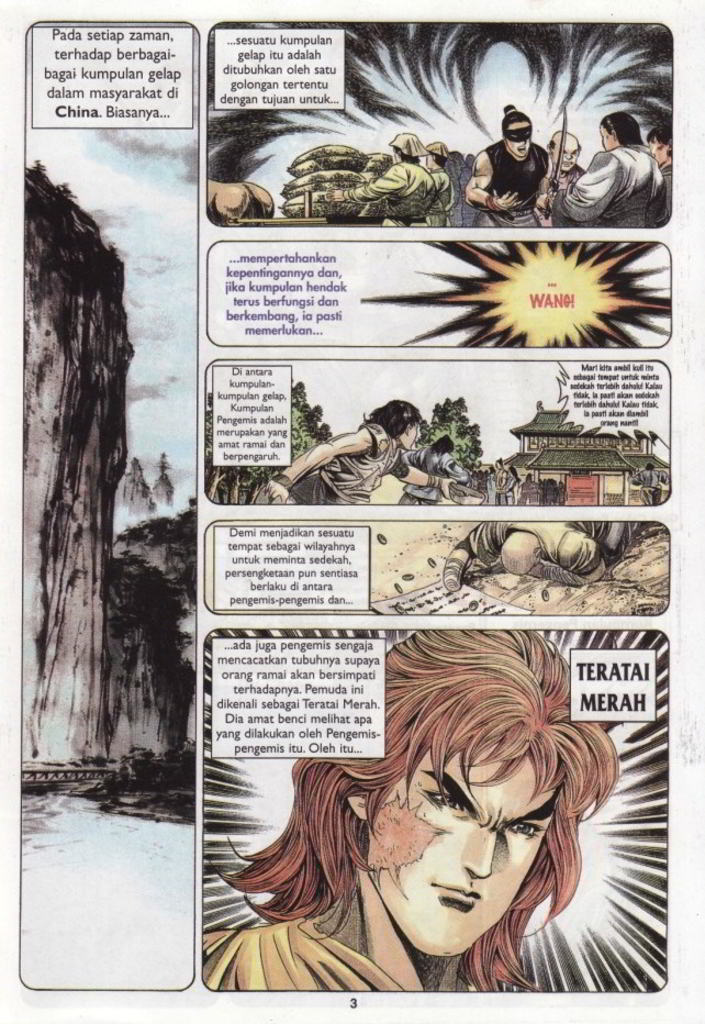 Pada setiap zaman,
terhadap berbagai-
bagai kumpulan gelap
dalam masyarakat di
China. Biasanya...
...sesuatu kumpulan
gelap itu adalah
ditubuhkan oleh satu
golongan tertentu
dengan tujuan untuk...
...mempertahankan
kepentingannya dan,
jika kumpulan hendak
terus berfungsi dan
berkembang, ia pasti
memerlukan...
...
WANG!
Di antara
kumpulan-
kumpulan gelap,
Kumpulan
Pengemis adalah
merupakan yang
amat ramai dan
berpengaruh.
Mari kita ambil kuil itu
sebagai tempat untuk minta
sedekah terlebih dahulu! Kalau
tidak, ia pasti akan sedekah
terlebih dahulu! Kalau tidak,
ia pasti akan diambil
orang nanti!
Demi menjadikan sesuatu
tempat sebagai wilayahnya
untuk meminta sedekah,
persengketaan pun sentiasa
berlaku di antara
pengemis-pengemis dan...
...ada juga pengemis sengaja
mencacatkan tubuhnya supaya
orang ramai akan bersimpati
terhadapnya. Pemuda ini
dikenali sebagai Teratai Merah.
Dia amat benci melihat apa
yang dilakukan oleh Pengemis-
pengemis itu. Oleh itu...
TERATAI
MERAH
3